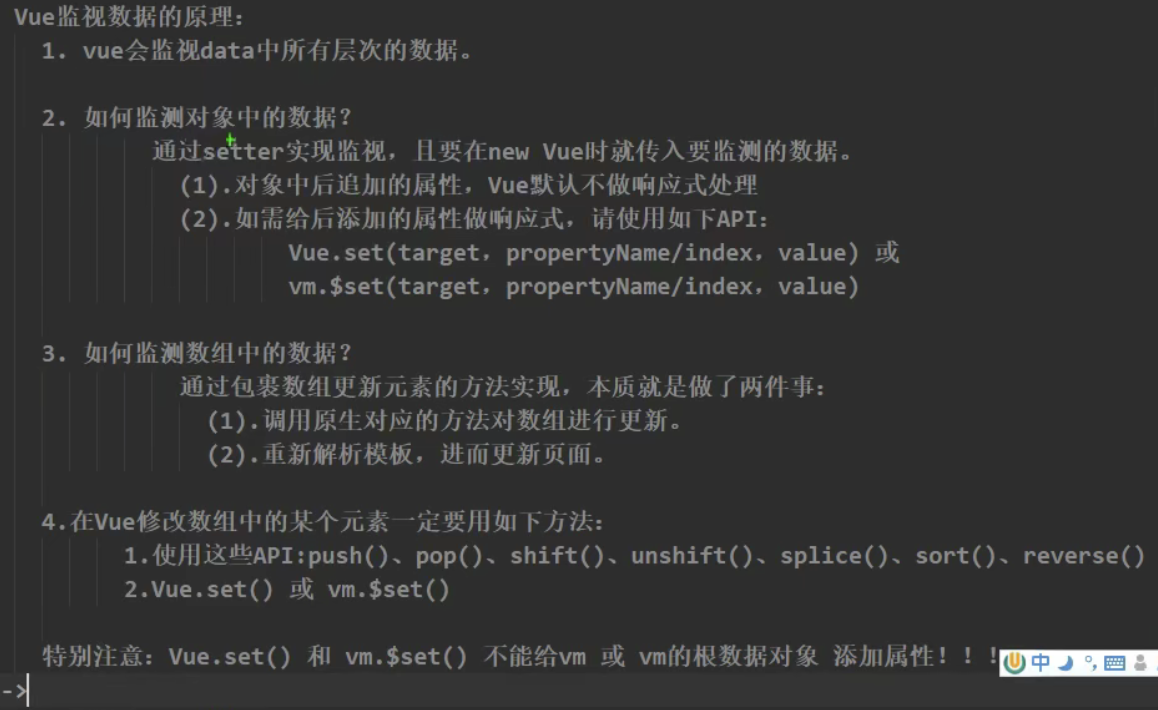 Vue监视数据的原理：
1. vue会监视data中所有层次的数据。
2. 如何监测对象中的数据？
通过setter实现监视，且要在new Vue时就传入要监测的数据。
(1).对象中后追加的属性，Vue默认不做响应式处理
(2).如需给后添加的属性做响应式，请使用如下API：
Vue.set(target，propertyName/index，value) 或
vm.$set(target，propertyName/index，value)
3. 如何监测数组中的数据？
通过包裹数组更新元素的方法实现，本质就是做了两件事：
(1).调用原生对应的方法对数组进行更新。
(2).重新解析模板，进而更新页面。
4.在Vue修改数组中的某个元素一定要用如下方法：
1.使用这些API:push()、pop()、shift()、unshift()、splice()、sort()、reverse()
2.Vue.set() 或 vm.$set()
特别注意：Vue.set() 和 vm.$set() 不能给vm 或 vm的根数据对象 添加属性！！！
中
->